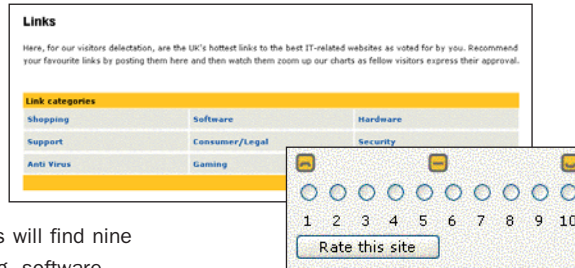 Links
Here, for our visitors delectation, are the UK's hottest links to the best IT-related websites as voted for by you. Recommend
your favourite links by posting them here and then watch them zoom up our charts as fellow visitors express their approval.
Link categories
Shopping Software Hardware
Support Consumer/Legal Security
Anti Virus Gaming
1 2 3 4 5 6 7 8 9 10
Rate this site
will find nine
software